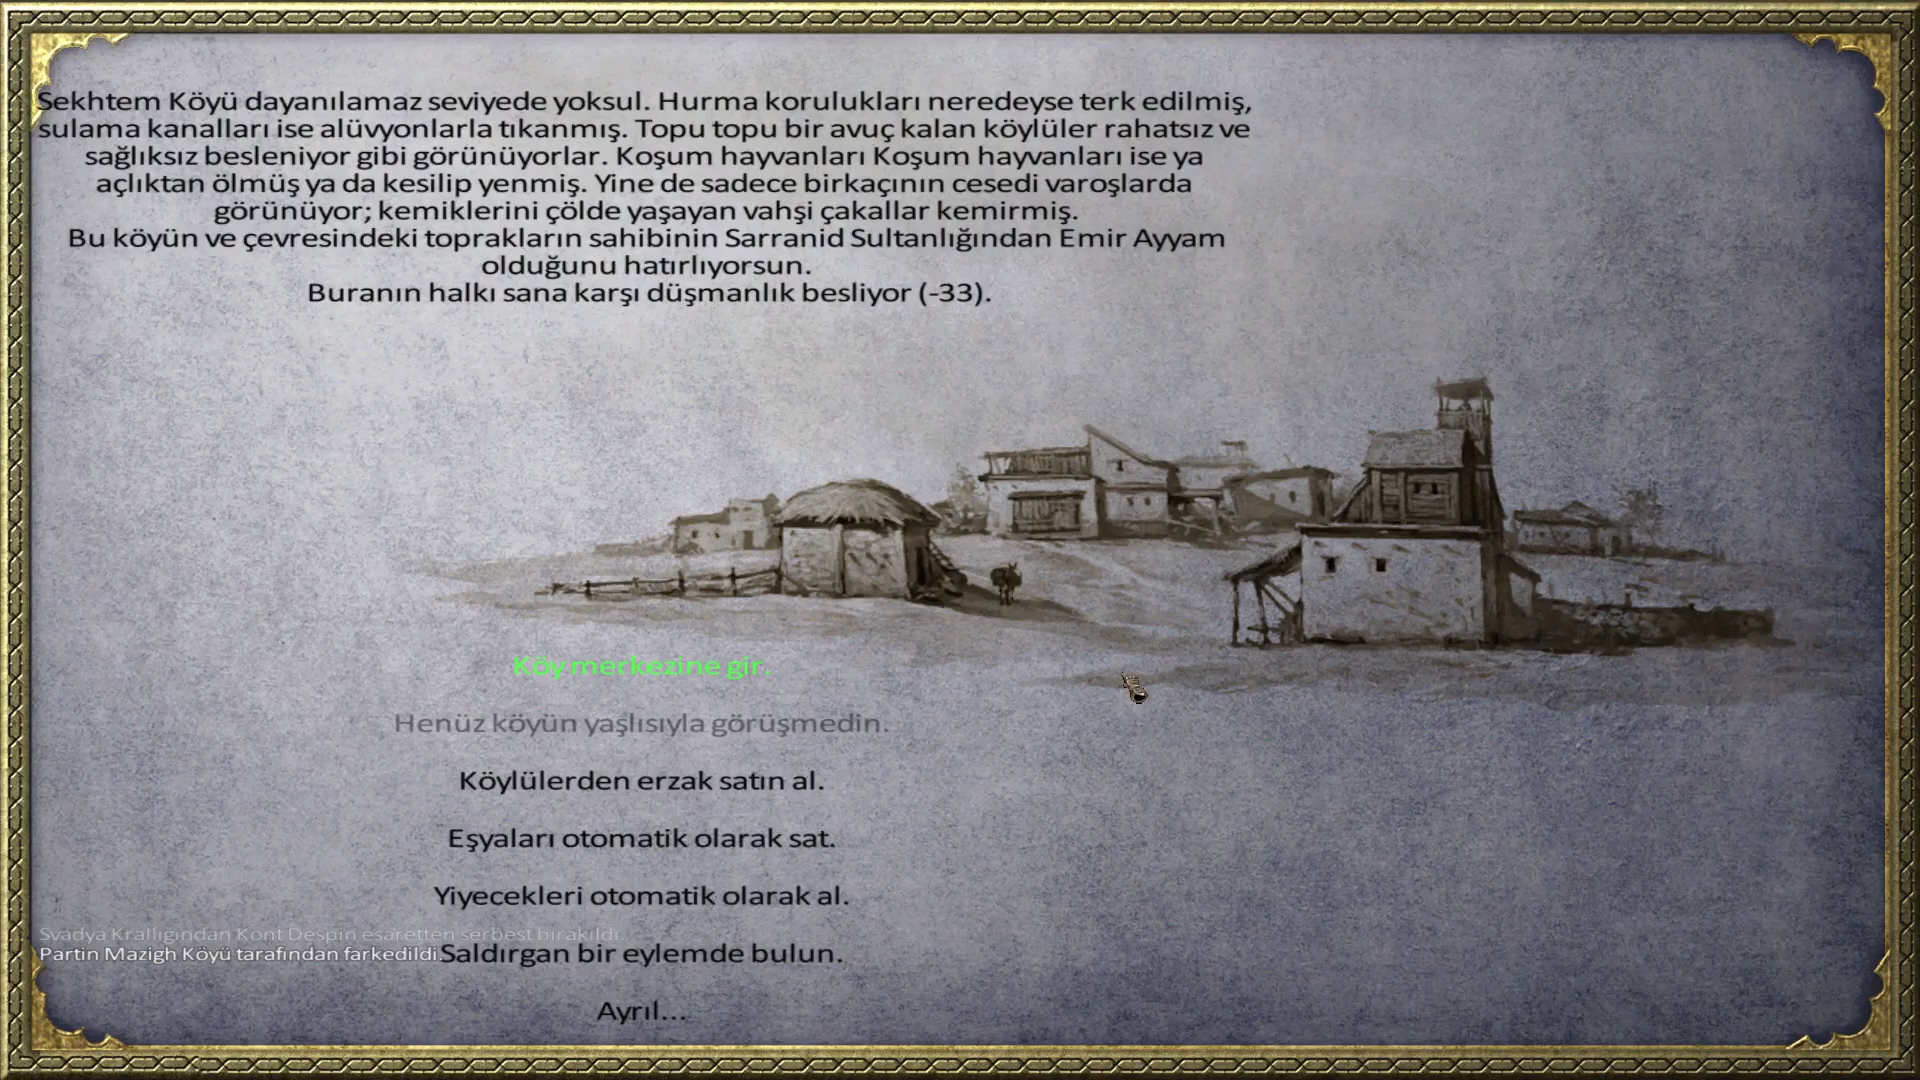 Sekhtem Köyü dayanılamaz seviyede yoksul. Hurma korulukları neredeyse terk edilmiş,
sulama kanalları ise alüvyonlarla tıkanmış. Topu topu bir avuç kalan köylüler rahatsız ve
sağlıksız besleniyor gibi görünüyorlar. Koşum hayvanları Koşum hayvanları ise ya
açlıktan ölmüş ya da kesilip yenmiş. Yine de sadece birkaçının cesedi varoşlarda
görünüyor; kemiklerini çölde yaşayan vahşi çakallar kemirmiş.
Bu köyün ve çevresindeki toprakların sahibinin Sarranid Sultanlığından Emir Ayyam
olduğunu hatırlıyorsun.
Buranın halkı sana karşı düşmanlık besliyor (-33).
Köy merkezine gir.
Henüz köyün yaşlısıyla görüşmedin.
Köylülerden erzak satın al.
Eşyaları otomatik olarak sat.
Yiyecekleri otomatik olarak al.
Svadya Krallığından Kont Despin esaretten serbest bırakıldı.
Partin Mazigh Köyü tarafından farkedildi.
Saldırgan bir eylemde bulun.
Ayrıl...